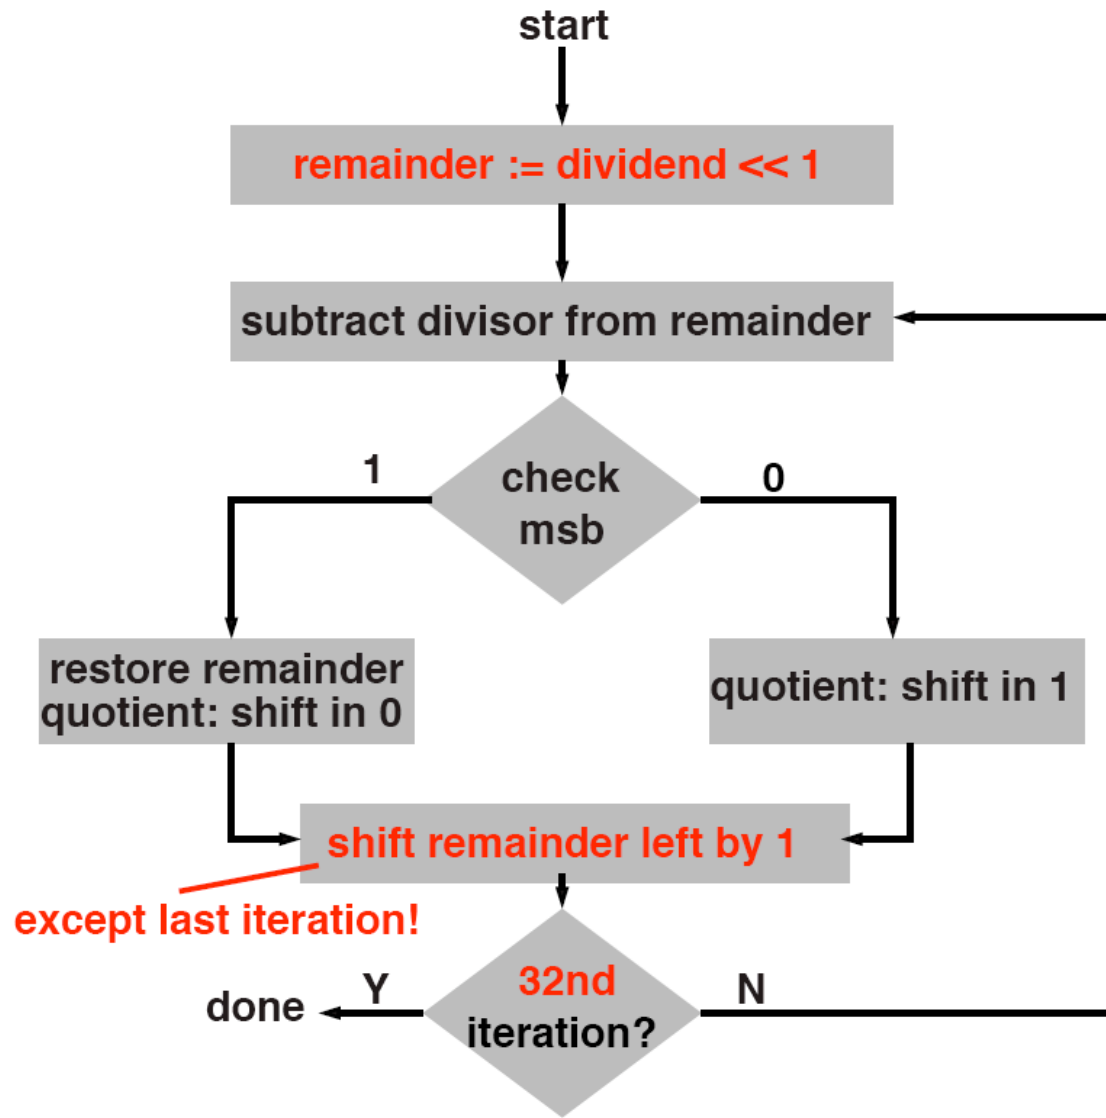 start
remainder := dividend << 1
subtract divisor from remainder
check
msb
1
0
restore remainder
quotient: shift in 0
quotient: shift in 1
shift remainder left by 1
except last iteration!
32nd
iteration?
Y
N
done